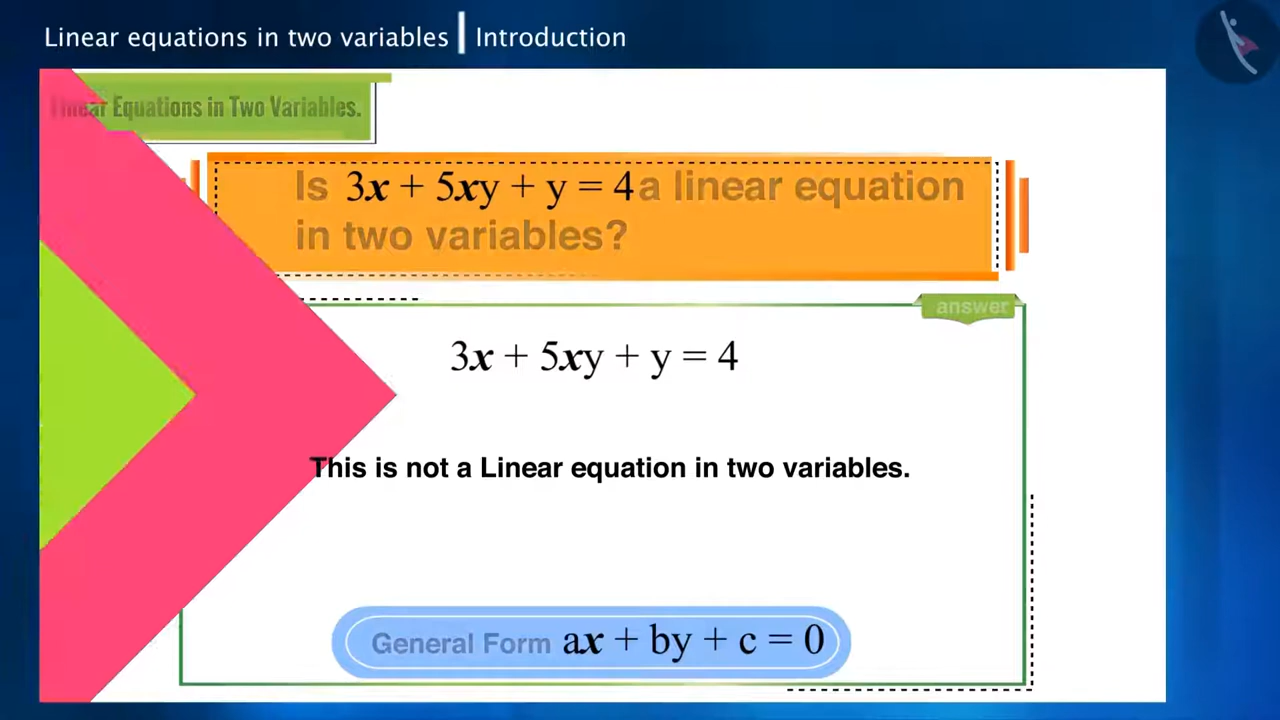 Linear equations in two variables | Introduction
Linear Equations in Two Variables.
Is 3x + 5xy + y = 4 a linear equation
in two variables?
answer
3x + 5xy + y = 4
This is not a Linear equation in two variables.
General Form ax + by + c = 0